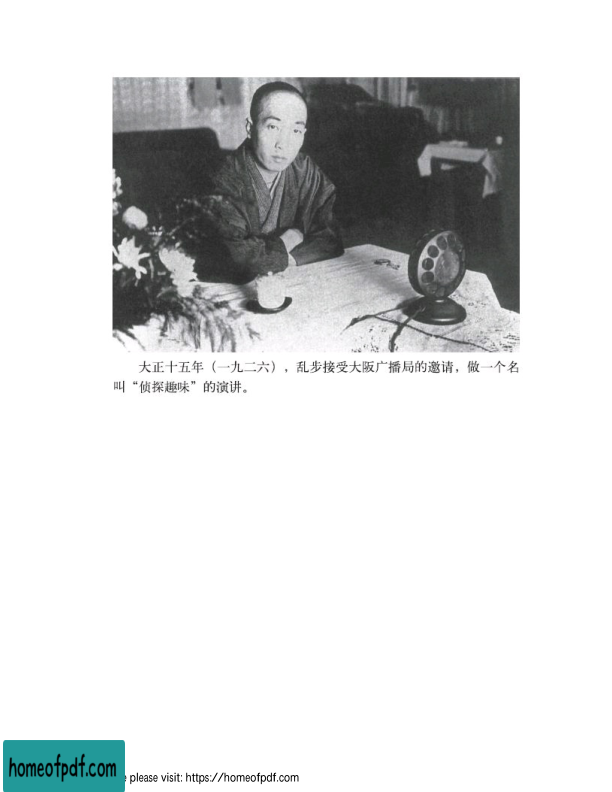 大正十五年（一九二六），乱步接受大阪广播局的邀请，做一个名
叫“侦探趣味”的演讲。
homeofpdf.com
please visit: https://homeofpdf.com